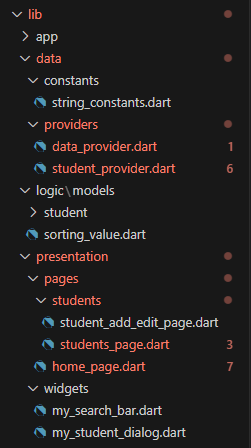 lib
app
data
constants
string_constants.dart
providers
data_provider.dart 1
student_provider.dart 6
logic\models
student
sorting_value.dart
presentation
pages
students
student_add_edit_page.dart
students_page.dart 3
home_page.dart 7
widgets
my_search_bar.dart
my_student_dialog.dart